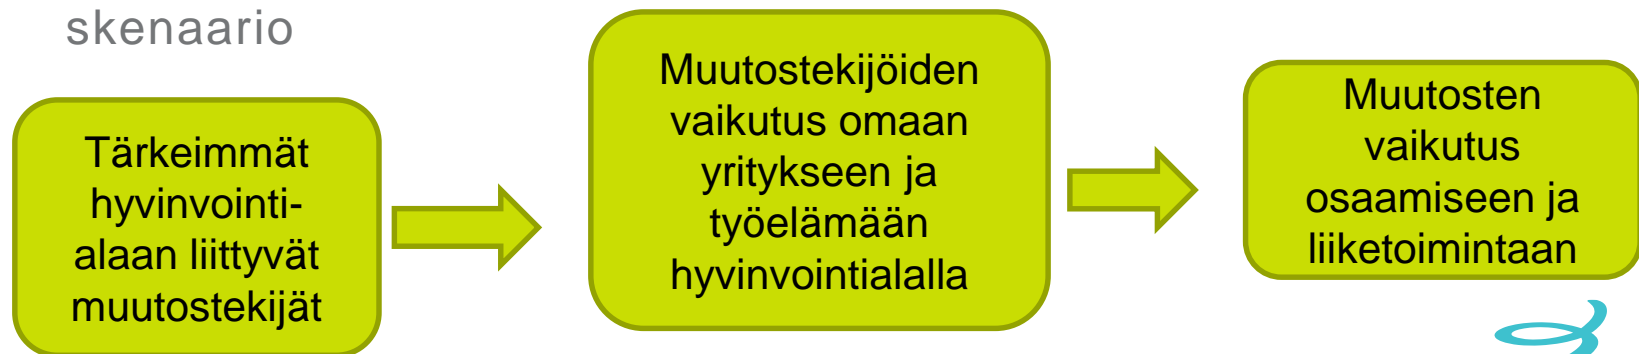 skenaario
Tärkeimmät
hyvinvointi-
alaan liittyvät
muutostekijät
Muutostekijöiden
vaikutus omaan
yritykseen ja
työelämään
hyvinvointialalla
Muutosten
vaikutus
osaamiseen ja
liiketoimintaan